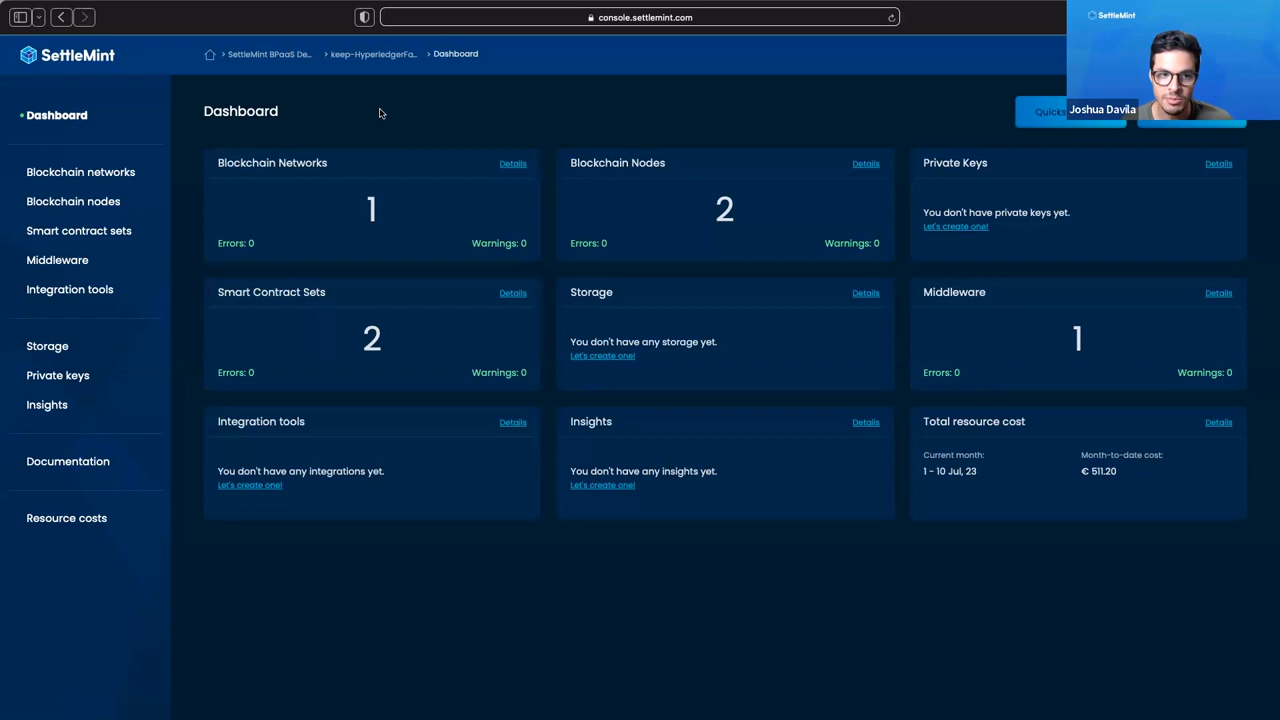 console.settlemint.com
SettleMint
SettleMint
SettleMint BPaaS De...
> keep-HyperledgerFa...
> Dashboard
Joshua Davila
Dashboard
Blockchain networks
Blockchain nodes
Smart contract sets
Middleware
Integration tools
Storage
Private keys
Insights
Documentation
Resource costs
Dashboard
Blockchain Networks
Details
1
Errors: 0
Warnings: 0
Blockchain Nodes
Details
2
Errors: 0
Warnings: 0
Private Keys
Details
You don't have private keys yet.
Let's create one!
Smart Contract Sets
Details
2
Errors: 0
Warnings: 0
Storage
Details
You don't have any storage yet.
Let's create one!
Middleware
Details
1
Errors: 0
Warnings: 0
Integration tools
Details
You don't have any integrations yet.
Let's create one!
Insights
Details
You don't have any insights yet.
Let's create one!
Total resource cost
Details
Current month:
1 - 10 Jul, 23
Month-to-date cost:
€ 511.20